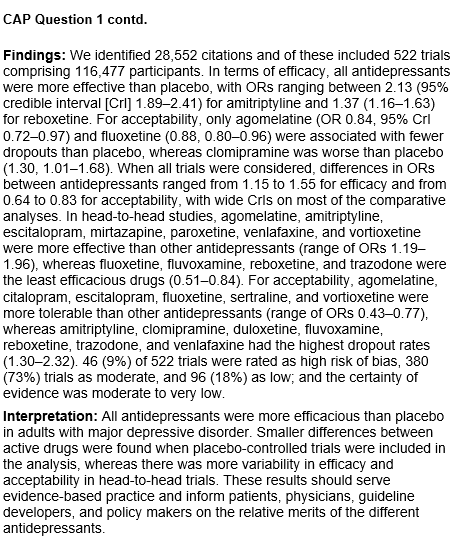 CAP Question 1 contd.
Findings: We identified 28,552 citations and of these included 522 trials
comprising 116,477 participants. In terms of efficacy, all antidepressants
were more effective than placebo, with ORs ranging between 2.13 (95%
credible interval [CrI] 1.89–2.41) for amitriptyline and 1.37 (1.16–1.63)
for reboxetine. For acceptability, only agomelatine (OR 0.84, 95% CrI
0.72–0.97) and fluoxetine (0.88, 0.80–0.96) were associated with fewer
dropouts than placebo, whereas clomipramine was worse than placebo
(1.30, 1.01–1.68). When all trials were considered, differences in ORs
between antidepressants ranged from 1.15 to 1.55 for efficacy and from
0.64 to 0.83 for acceptability, with wide CrIs on most of the comparative
analyses. In head-to-head studies, agomelatine, amitriptyline,
escitalopram, mirtazapine, paroxetine, venlafaxine, and vortioxetine
were more effective than other antidepressants (range of ORs 1.19–
1.96), whereas fluoxetine, fluvoxamine, reboxetine, and trazodone were
the least efficacious drugs (0.51–0.84). For acceptability, agomelatine,
citalopram, escitalopram, fluoxetine, sertraline, and vortioxetine were
more tolerable than other antidepressants (range of ORs 0.43–0.77),
whereas amitriptyline, clomipramine, duloxetine, fluvoxamine,
reboxetine, trazodone, and venlafaxine had the highest dropout rates
(1.30–2.32). 46 (9%) of 522 trials were rated as high risk of bias, 380
(73%) trials as moderate, and 96 (18%) as low; and the certainty of
evidence was moderate to very low.
Interpretation: All antidepressants were more efficacious than placebo
in adults with major depressive disorder. Smaller differences between
active drugs were found when placebo-controlled trials were included in
the analysis, whereas there was more variability in efficacy and
acceptability in head-to-head trials. These results should serve
evidence-based practice and inform patients, physicians, guideline
developers, and policy makers on the relative merits of the different
antidepressants.